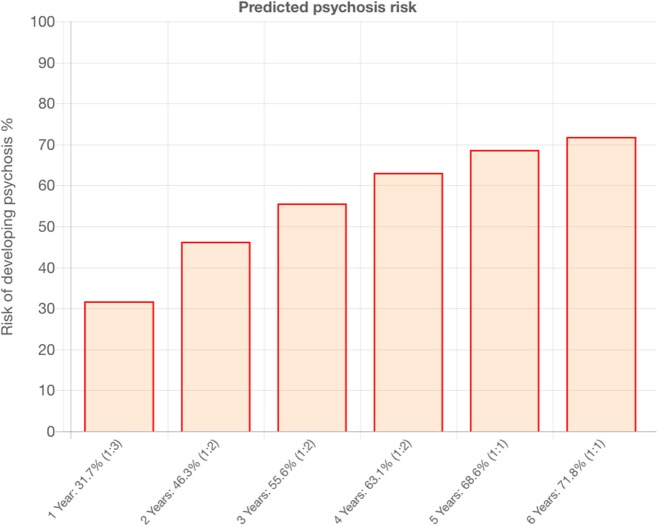 Predicted psychosis risk
Risk of developing psychosis %
100
90
80
70
60
50
40
30
20
10
0
1 Year: 31.7% (1:3)
2 Years: 46.3% (1:2)
3 Years: 55.6% (1:2)
4 Years: 63.1% (1:2)
5 Years: 68.6% (1:1)
6 Years: 71.8% (1:1)